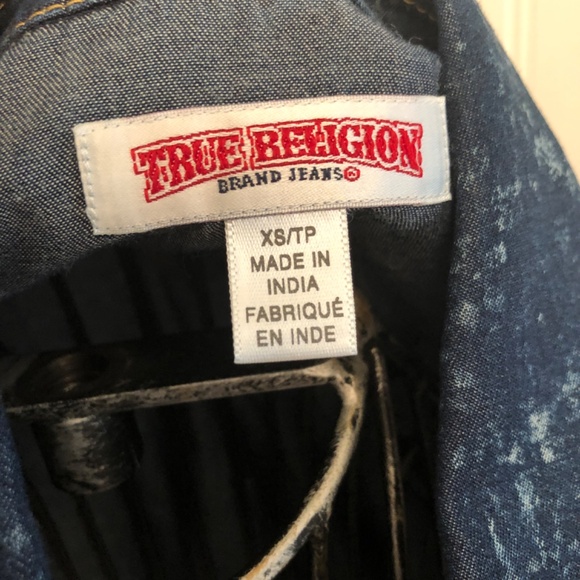 TRUE RELIGION
BRAND JEANS®
XS/TP
MADE IN
INDIA
FABRIQUÉ
EN INDE